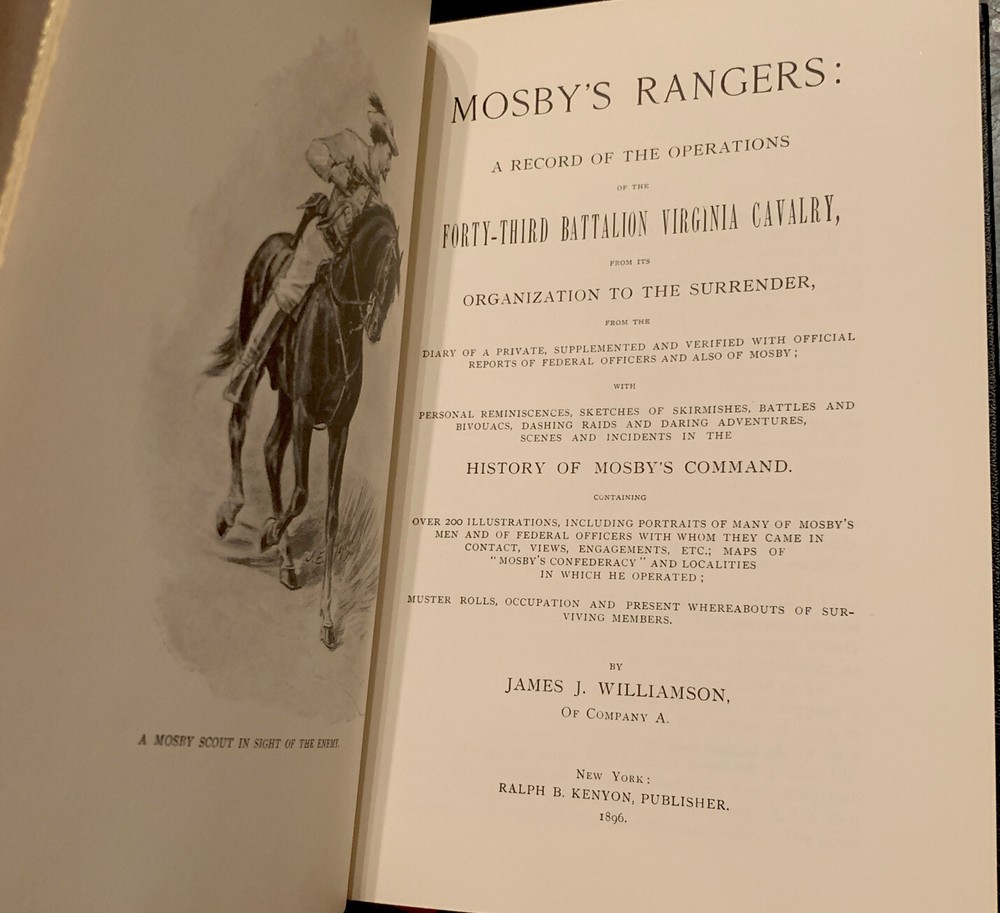 A MOSBY SCOUT IN SIGHT OF THE ENEMY.
MOSBY'S RANGERS:
A RECORD OF THE OPERATIONS
OF THE
FORTY-THIRD BATTALION VIRGINIA CAVALRY,
FROM ITS
ORGANIZATION TO THE SURRENDER,
FROM THE
DIARY OF A PRIVATE, SUPPLEMENTED AND VERIFIED WITH OFFICIAL
REPORTS OF FEDERAL OFFICERS AND ALSO OF MOSBY;
WITH
PERSONAL REMINISCENCES, SKETCHES OF SKIRMISHES, BATTLES AND
BIVOUACS, DASHING RAIDS AND DARING ADVENTURES,
SCENES AND INCIDENTS IN THE
HISTORY OF MOSBY'S COMMAND.
CONTAINING
OVER 200 ILLUSTRATIONS, INCLUDING PORTRAITS OF MANY OF MOSBY'S
MEN AND OF FEDERAL OFFICERS WITH WHOM THEY CAME IN
CONTACT, VIEWS, ENGAGEMENTS, ETC.; MAPS OF
"MOSBY'S CONFEDERACY" AND LOCALITIES
IN WHICH HE OPERATED;
MUSTER ROLLS, OCCUPATION AND PRESENT WHEREABOUTS OF SUR-
VIVING MEMBERS.
BY
JAMES J. WILLIAMSON,
OF COMPANY A.
NEW YORK:
RALPH B. KENYON, PUBLISHER.
1896.